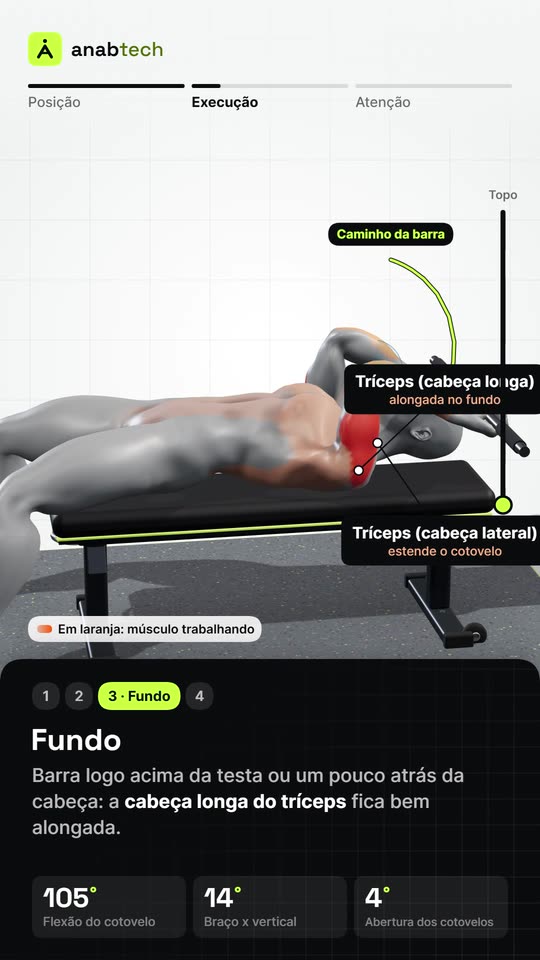 anabtech
Posição
Execução
Atenção
Topo
Caminho da barra
Tríceps (cabeça longa)
alongada no fundo
Tríceps (cabeça lateral)
estende o cotovelo
Em laranja: músculo trabalhando
1
2
3 · Fundo
4
Fundo
Barra logo acima da testa ou um pouco atrás da
cabeça: a cabeça longa do tríceps fica bem
alongada.
105°
Flexão do cotovelo
14°
Braço x vertical
4°
Abertura dos cotovelos